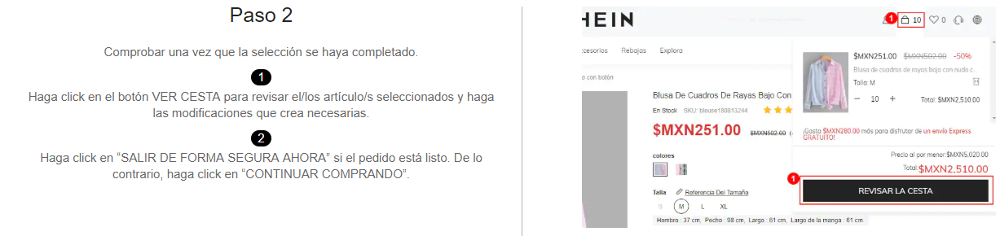 Paso 2
Comprobar una vez que la selección se haya completado.
1
Haga click en el botón VER CESTA para revisar el/los artículo/s seleccionados y haga
las modificaciones que crea necesarias.
2
Haga click en “SALIR DE FORMA SEGURA AHORA” si el pedido está listo. De lo
contrario, haga click en “CONTINUAR COMPRANDO”.
HEIN
1
10
0
cesorios Rebajas Explora
o con botón
$MXN251.00 $MXN502.00 -50%
Blusa de cuadros de rayas bajo con nudo c...
Talla: M
− 10 + Total: $MXN2,510.00
¡Gasta $MXN280.00 más para disfrutar de un envío Express
GRATUITO!
Precio al por menor:$MXN5,020.00
Total:$MXN2,510.00
1
REVISAR LA CESTA
Blusa De Cuadros De Rayas Bajo Con
En Stock SKU: blouse180813244
$MXN251.00 $MXN502.00 (-
colores
Talla Referencia Del Tamaño
S M L XL
Hombro : 37 cm, Pecho : 98 cm, Largo : 61 cm, Largo de la manga : 61 cm